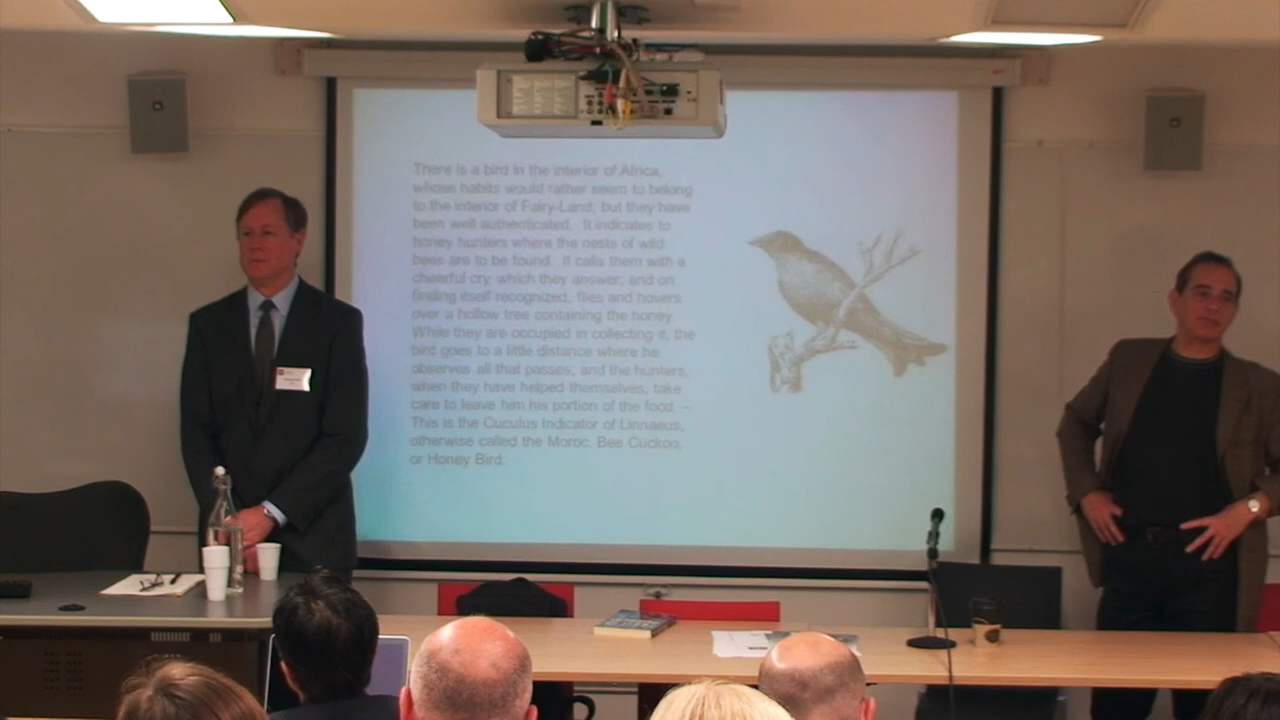 There is a bird in the interior of Africa,
whose habits would rather seem to belong
to the interior of Fairy-Land; but they have
been well authenticated. It indicates to
honey hunters where the nests of wild
bees are to be found. It calls them with a
cheerful cry, which they answer; and on
finding itself recognized, flies and hovers
over a hollow tree containing the honey.
While they are occupied in collecting it, the
bird goes to a little distance where he
observes all that passes; and the hunters,
when they have helped themselves, take
care to leave him his portion of the food. –
This is the Cuculus Indicator of Linnaeus,
otherwise called the Moroc. Bee Cuckoo,
or Honey Bird.